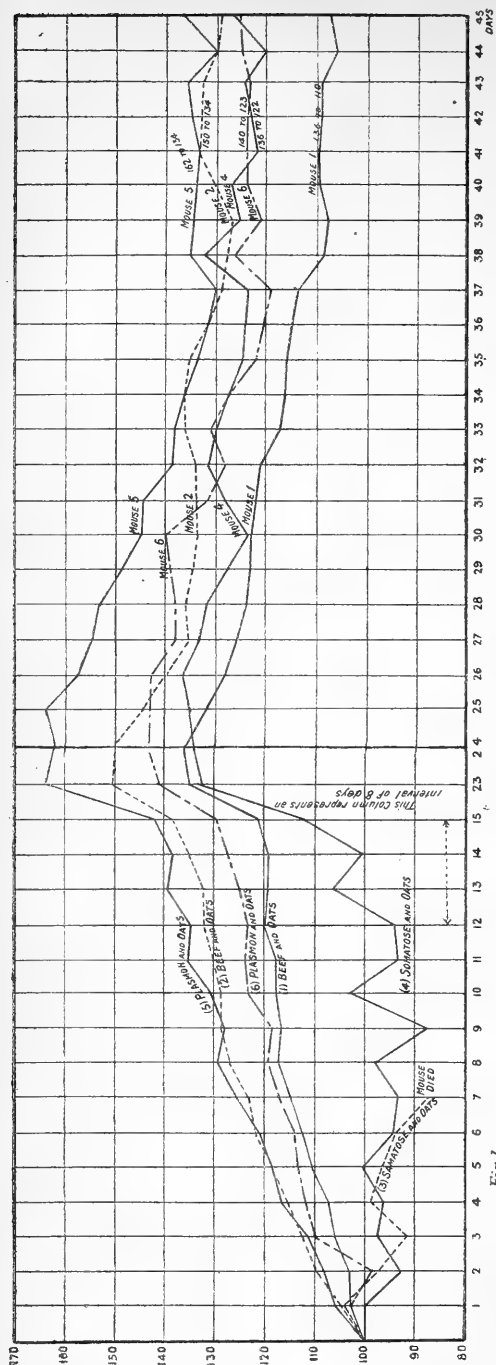 170
160
150
140
130
120
110
100
90
80
1 2 3 4 5 6 7 8 9 10 11 12 13 14 15 23 24 25 26 27 28 30 31 32 33 34 35 37 38 39 40 41 42 43 44 45
DAYS
(5) PLASMON AND OATS
(2) BEEF AND OATS
(6) PLASMON AND OATS
(1) BEEF AND OATS
(4) SOMATOSE AND OATS
(3) SAMATOSE AND OATS
MOUSE
DIED
This Column represents an
interval of 8 days
MOUSE 5
MOUSE 6
MOUSE 2
MOUSE 4
MOUSE 1
MOUSE 5
162 to 134
MOUSE 2
150 TO 134
MOUSE 4
140 TO 123
MOUSE 6
136 TO 122
MOUSE 1
136 TO 110